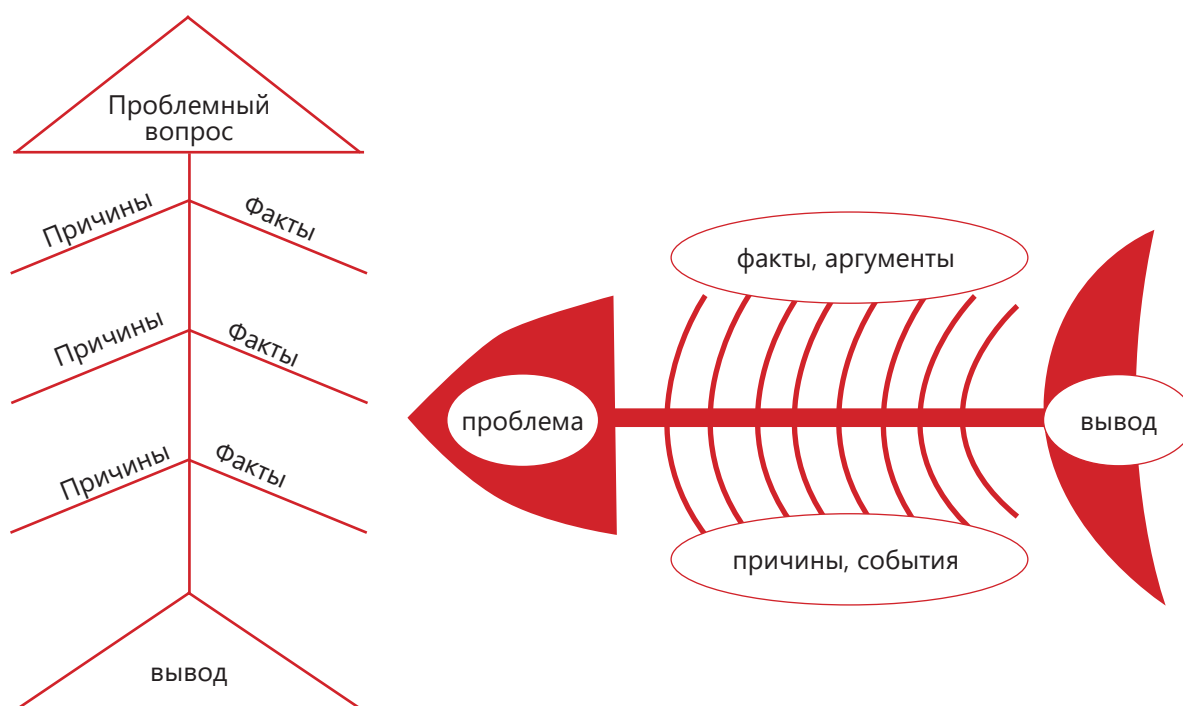 Проблемный
вопрос
Причины
Факты
Причины
Факты
Причины
Факты
вывод
факты, аргументы
проблема
вывод
причины, события